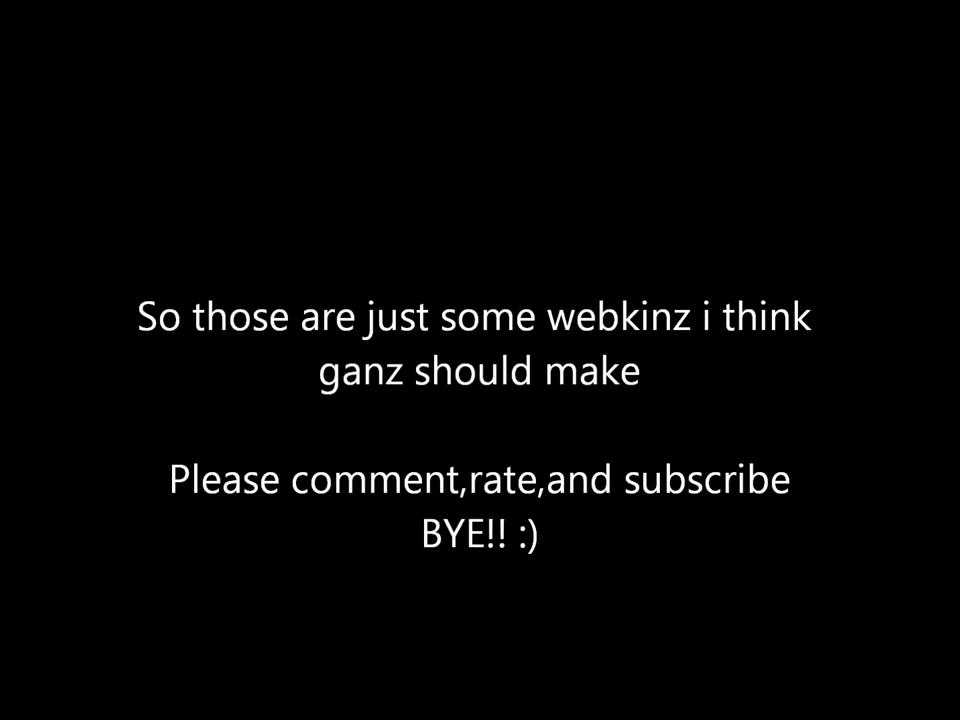 So those are just some webkinz i think
ganz should make
Please comment,rate,and subscribe
BYE!! :)